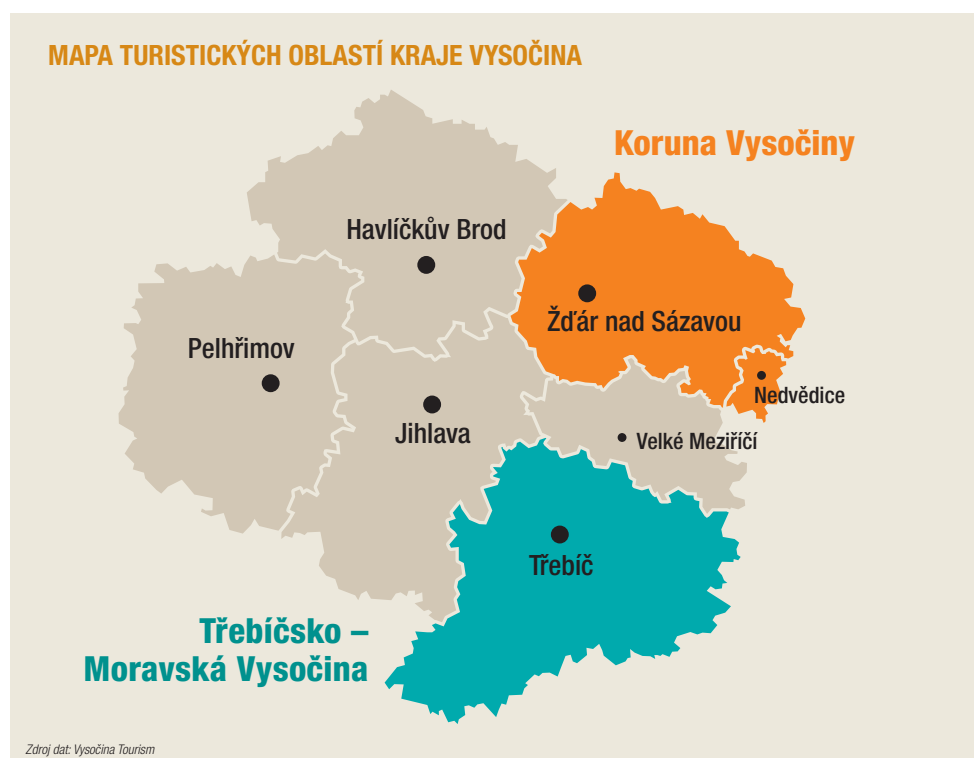 MAPA TURISTICKÝCH OBLASTÍ KRAJE VYSOČINA
Koruna Vysočiny
Havlíčkův Brod
Žďár nad Sázavou
Pelhřimov
Nedvědice
Jihlava
Velké Meziříčí
Třebíč
Třebíčsko –
Moravská Vysočina
Zdroj dat: Vysočina Tourism